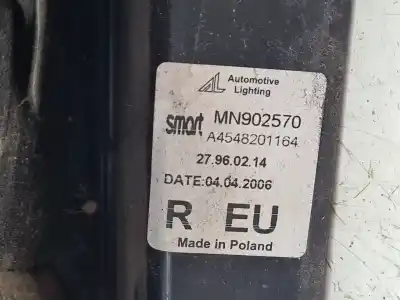 Automotive
Lighting
smart MN902570
A4548201164
27.96.02.14
DATE:04.04.2006
R EU
Made in Poland